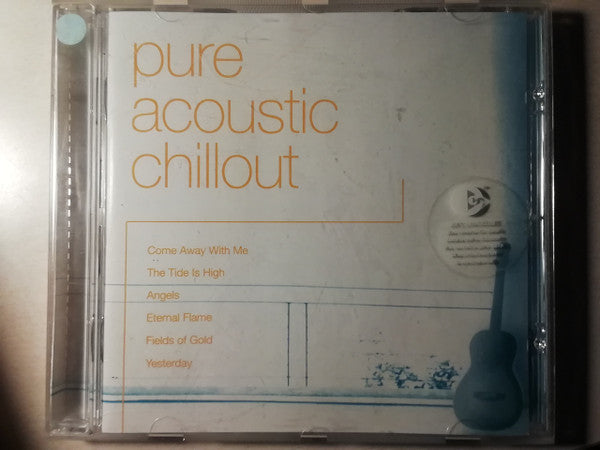 pure
acoustic
chillout
Come Away With Me
The Tide Is High
Angels
Eternal Flame
Fields of Gold
Yesterday